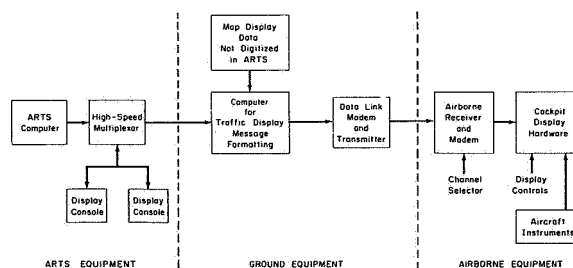 Map Display
Data
Not Digitized
in ARTS
ARTS
Computer
High-Speed
Multiplexor
Computer
for
Traffic Display
Message
Formatting
Data Link
Modem
and
Transmitter
Airborne
Receiver
and
Modem
Cockpit
Display
Hardware
Channel
Selector
Display
Controls
Display
Console
Display
Console
Aircraft
Instruments
ARTS EQUIPMENT
GROUND EQUIPMENT
AIRBORNE EQUIPMENT